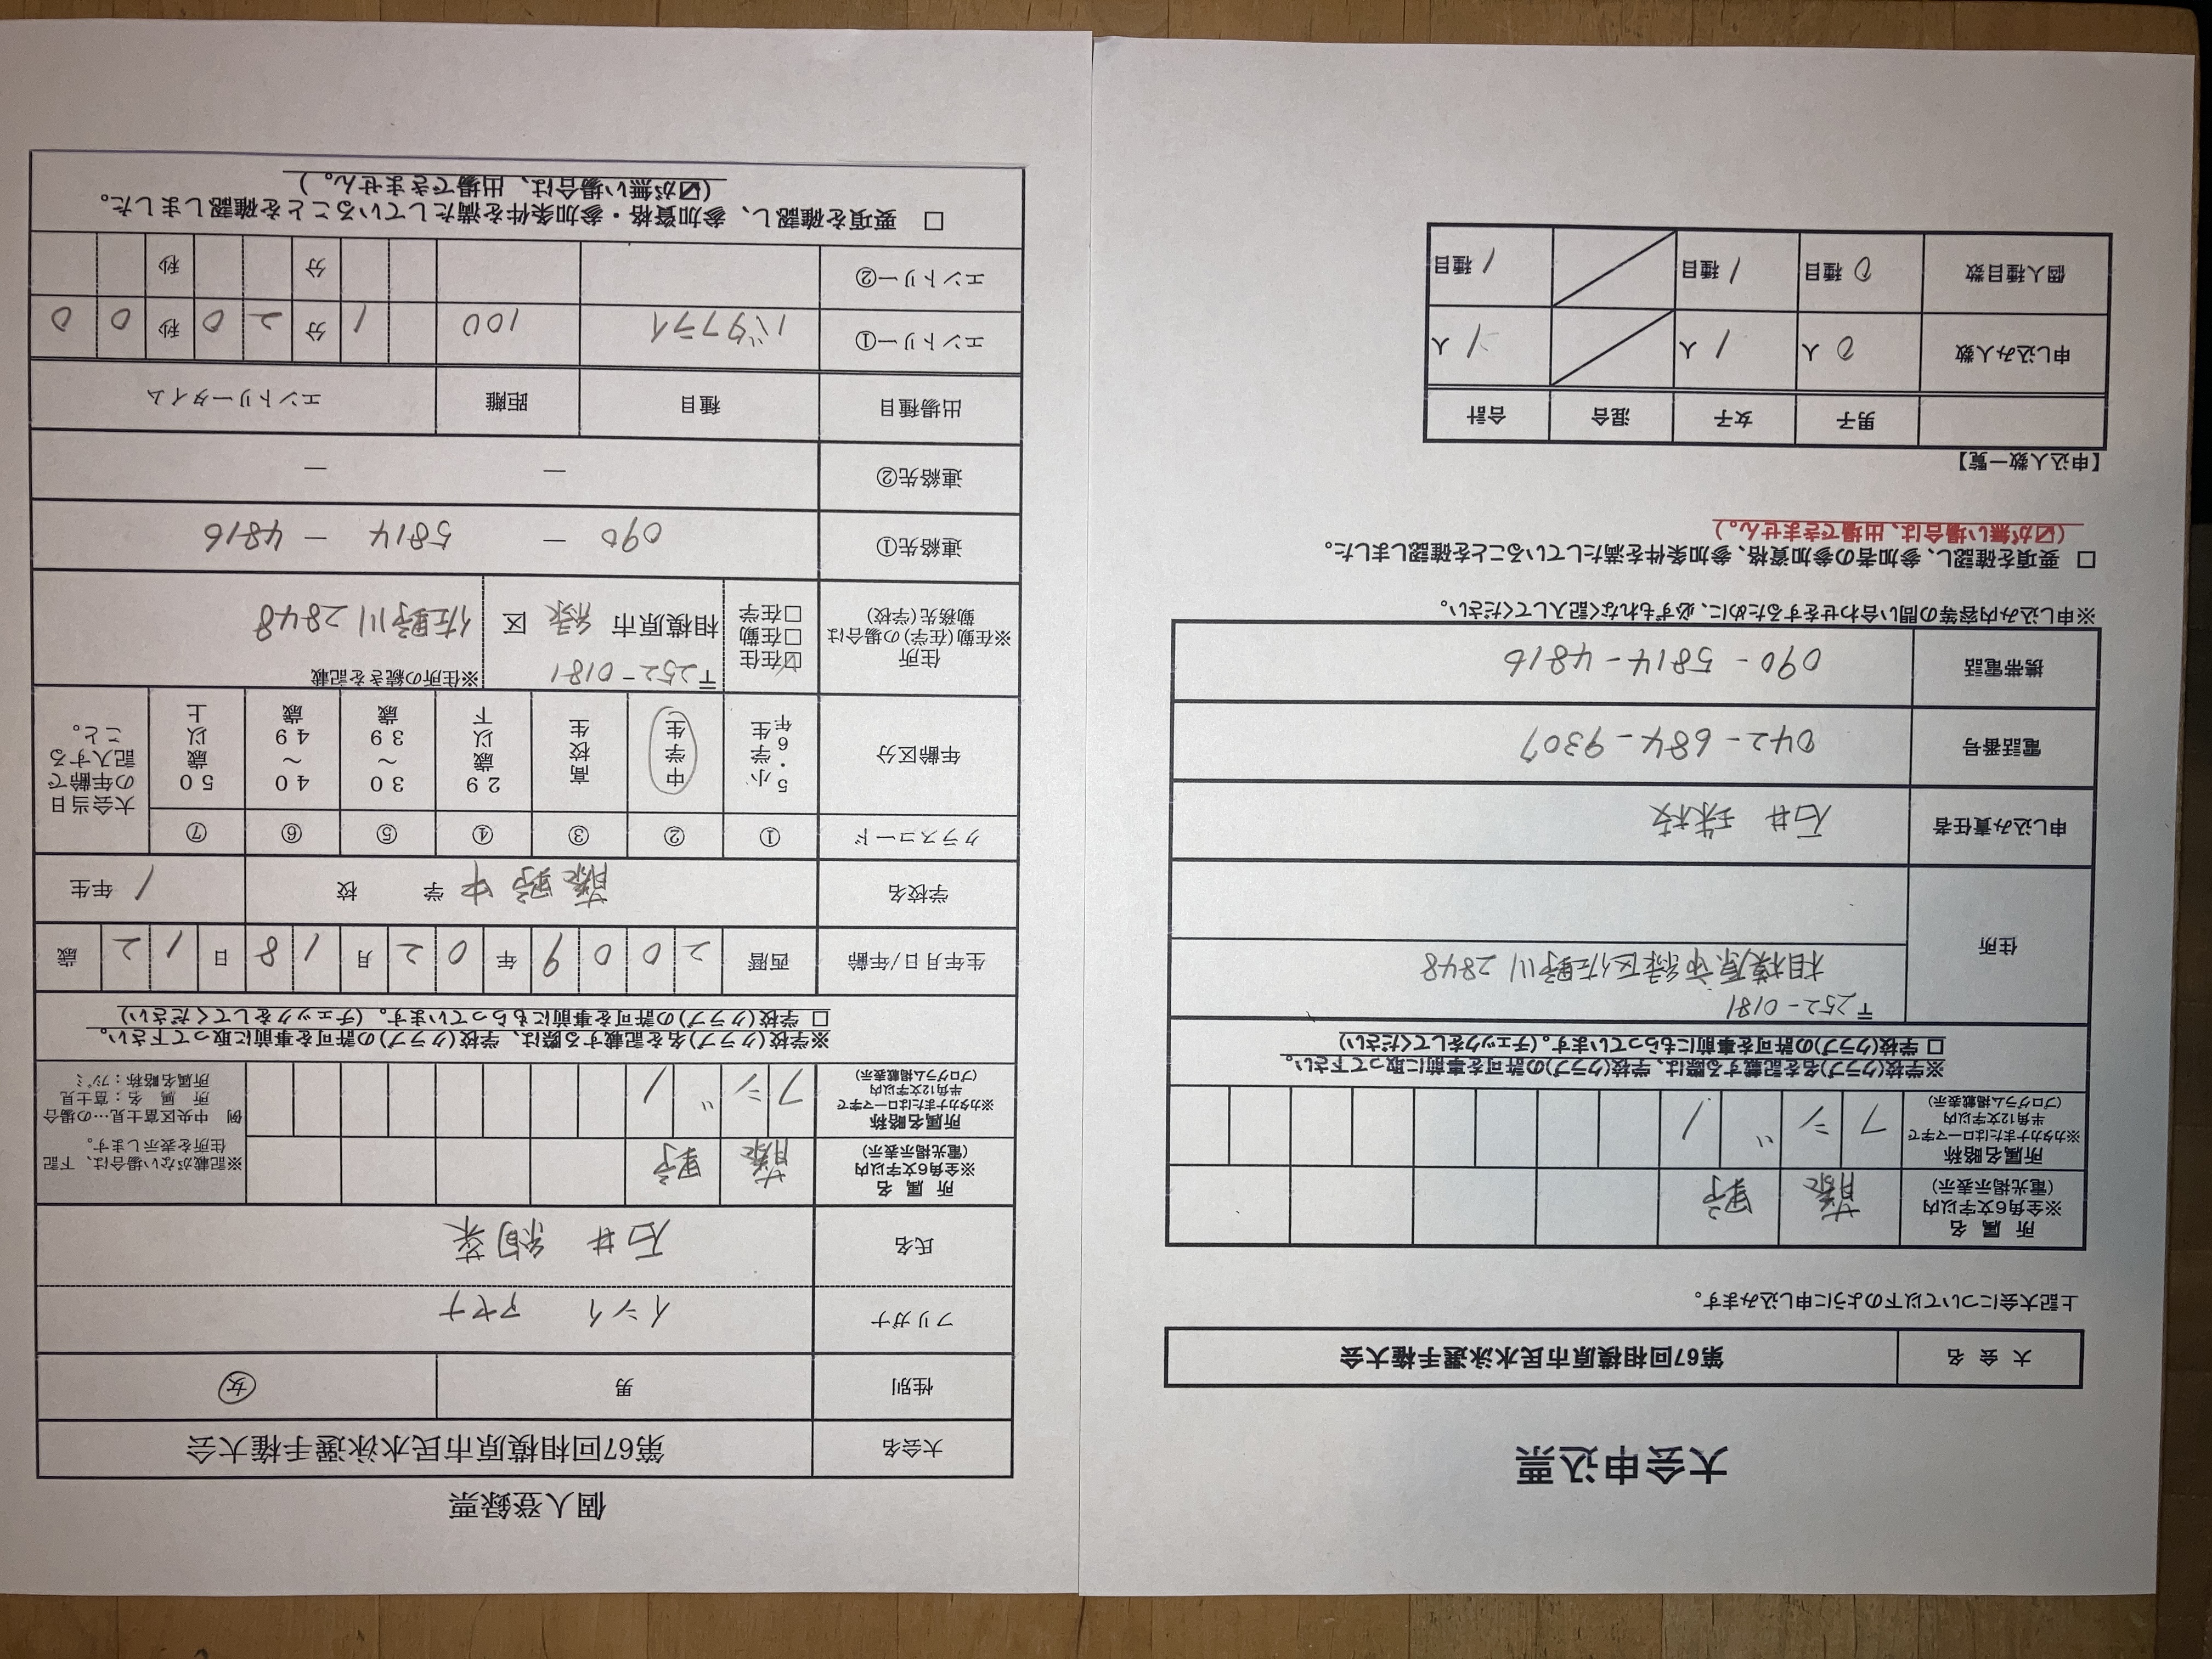 大会申込票
大会名 第67回相模原市民水泳選手権大会
上記大会について以下のように申し込みます。
所属名
※全角6文字以内
(電光掲示表示)
藤野
所属名略称
※カタカナまたはローマ字で
半角12文字以内
(プログラム掲載表示)
フジ゛ノ
※学校(クラブ)名を記載する際は、学校(クラブ)の許可を事前に取って下さい。
□ 学校(クラブ)の許可を事前にもらっています。(チェックをしてください)
住所
〒252-0181
相模原市緑区佐野川2848
申し込み責任者 石井 珠枝
電話番号 042-684-9307
携帯電話 090-5814-4816
※申し込み内容等の問い合わせをするために、必ずもれなく記入してください。
□ 要項を確認し、参加者の参加資格、参加条件を満たしていることを確認しました。
(☑が無い場合は、出場できません。)
【申込人数一覧】
男子 女子 混合 合計
申し込み人数 0人 1人 1人
個人種目数 0種目 1種目 1種目
個人登録票
大会名 第67回相模原市民水泳選手権大会
性別 男 女
フリガナ イシイ アヤナ
氏名 石井 絢菜
所属名
※全角6文字以内
(電光掲示表示)
藤野
所属名略称
※カタカナまたはローマ字で
半角12文字以内
(プログラム掲載表示)
フジ゛ノ
※記載がない場合は、下記
住所を表示します。
例 中央区富士見…の場合
所属名:富士見
所属名略称:ﾌｼﾞﾐ
※学校(クラブ)名を記載する際は、学校(クラブ)の許可を事前に取って下さい。
□ 学校(クラブ)の許可を事前にもらっています。(チェックをしてください)
生年月日/年齢 西暦 2009年02月18日 12歳
学校名 藤野中学校 1年生
クラスコード ① ② ③ ④ ⑤ ⑥ ⑦
年齢区分 小学生5・6年 中学生 高校生 29歳以下 30~39歳 40~49歳 50歳以上
大会当日
の年齢で
記入する
こと。
住所
※在勤(在学)の場合は
勤務先(学校)
☑在住
□在勤
□在学
〒252-0181
相模原市 緑 区
※住所の続きを記載
佐野川2848
連絡先① 090 - 5814 - 4816
連絡先② - -
出場種目 種目 距離 エントリータイム
エントリー① バタフライ 100 1分20秒00
エントリー② 分 秒
□ 要項を確認し、参加資格・参加条件を満たしていることを確認しました。
(☑が無い場合は、出場できません。)